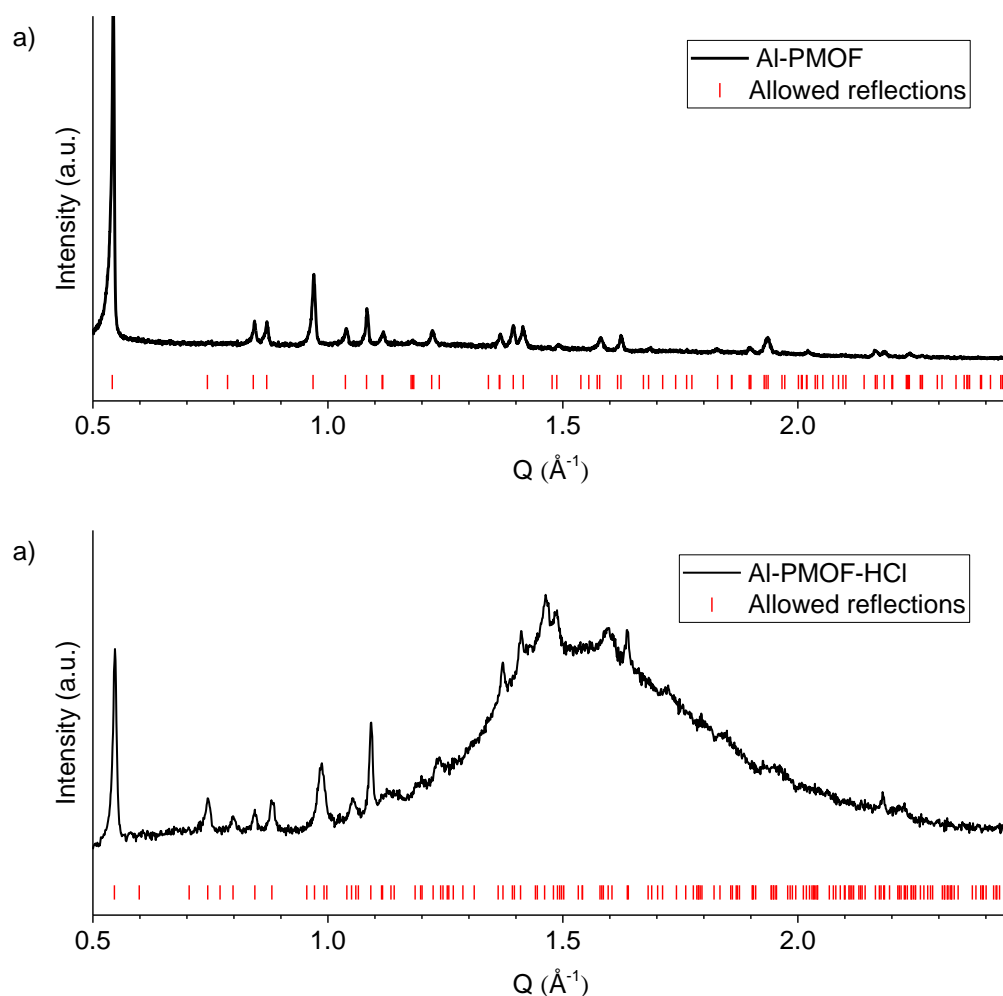 a)
Al-PMOF
Allowed reflections
Intensity (a.u.)
0.5 1.0 1.5 2.0
Q (Å⁻¹)
a)
Al-PMOF-HCl
Allowed reflections
Intensity (a.u.)
0.5 1.0 1.5 2.0
Q (Å⁻¹)